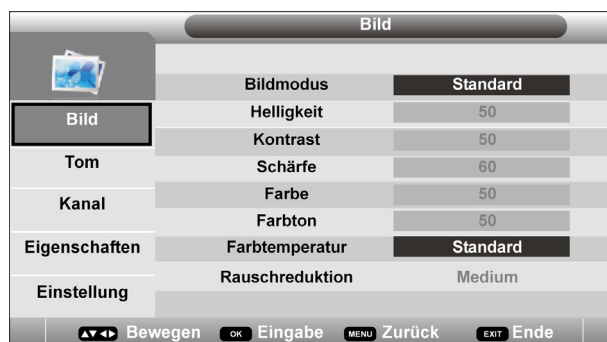 Bild
Bild
Tom
Kanal
Eigenschaften
Einstellung
Bildmodus Standard
Helligkeit 50
Kontrast 50
Schärfe 60
Farbe 50
Farbton 50
Farbtemperatur Standard
Rauschreduktion Medium
▲▼◀▶ Bewegen OK Eingabe MENU Zurück EXIT Ende